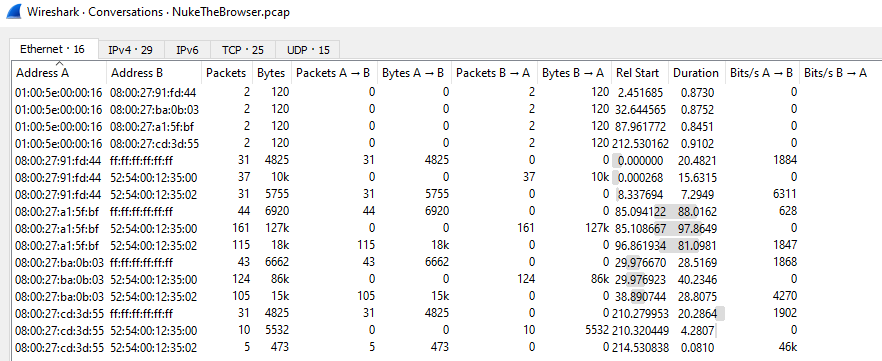 Wireshark · Conversations · NukeTheBrowser.pcap
Ethernet · 16 IPv4 · 29 IPv6 TCP · 25 UDP · 15
Address A Address B Packets Bytes Packets A → B Bytes A → B Packets B → A Bytes B → A Rel Start Duration Bits/s A → B Bits/s B → A
01:00:5e:00:00:16 08:00:27:91:fd:44 2 120 0 0 2 120 2.451685 0.8730 0
01:00:5e:00:00:16 08:00:27:ba:0b:03 2 120 0 0 2 120 32.644565 0.8752 0
01:00:5e:00:00:16 08:00:27:a1:5f:bf 2 120 0 0 2 120 87.961772 0.8451 0
01:00:5e:00:00:16 08:00:27:cd:3d:55 2 120 0 0 2 120 212.530162 0.9102 0
08:00:27:91:fd:44 ff:ff:ff:ff:ff:ff 31 4825 31 4825 0 0 0.000000 20.4821 1884
08:00:27:91:fd:44 52:54:00:12:35:00 37 10k 0 0 37 10k 0.000268 15.6315 0
08:00:27:91:fd:44 52:54:00:12:35:02 31 5755 31 5755 0 0 8.337694 7.2949 6311
08:00:27:a1:5f:bf ff:ff:ff:ff:ff:ff 44 6920 44 6920 0 0 85.094122 88.0162 628
08:00:27:a1:5f:bf 52:54:00:12:35:00 161 127k 0 0 161 127k 85.108667 97.8649 0
08:00:27:a1:5f:bf 52:54:00:12:35:02 115 18k 115 18k 0 0 96.861934 81.0981 1847
08:00:27:ba:0b:03 ff:ff:ff:ff:ff:ff 43 6662 43 6662 0 0 29.976670 28.5169 1868
08:00:27:ba:0b:03 52:54:00:12:35:00 124 86k 0 0 124 86k 29.976923 40.2346 0
08:00:27:ba:0b:03 52:54:00:12:35:02 105 15k 105 15k 0 0 38.890744 28.8075 4270
08:00:27:cd:3d:55 ff:ff:ff:ff:ff:ff 31 4825 31 4825 0 0 210.279953 20.2864 1902
08:00:27:cd:3d:55 52:54:00:12:35:00 10 5532 0 0 10 5532 210.320449 4.2807 0
08:00:27:cd:3d:55 52:54:00:12:35:02 5 473 5 473 0 0 214.530838 0.0810 46k